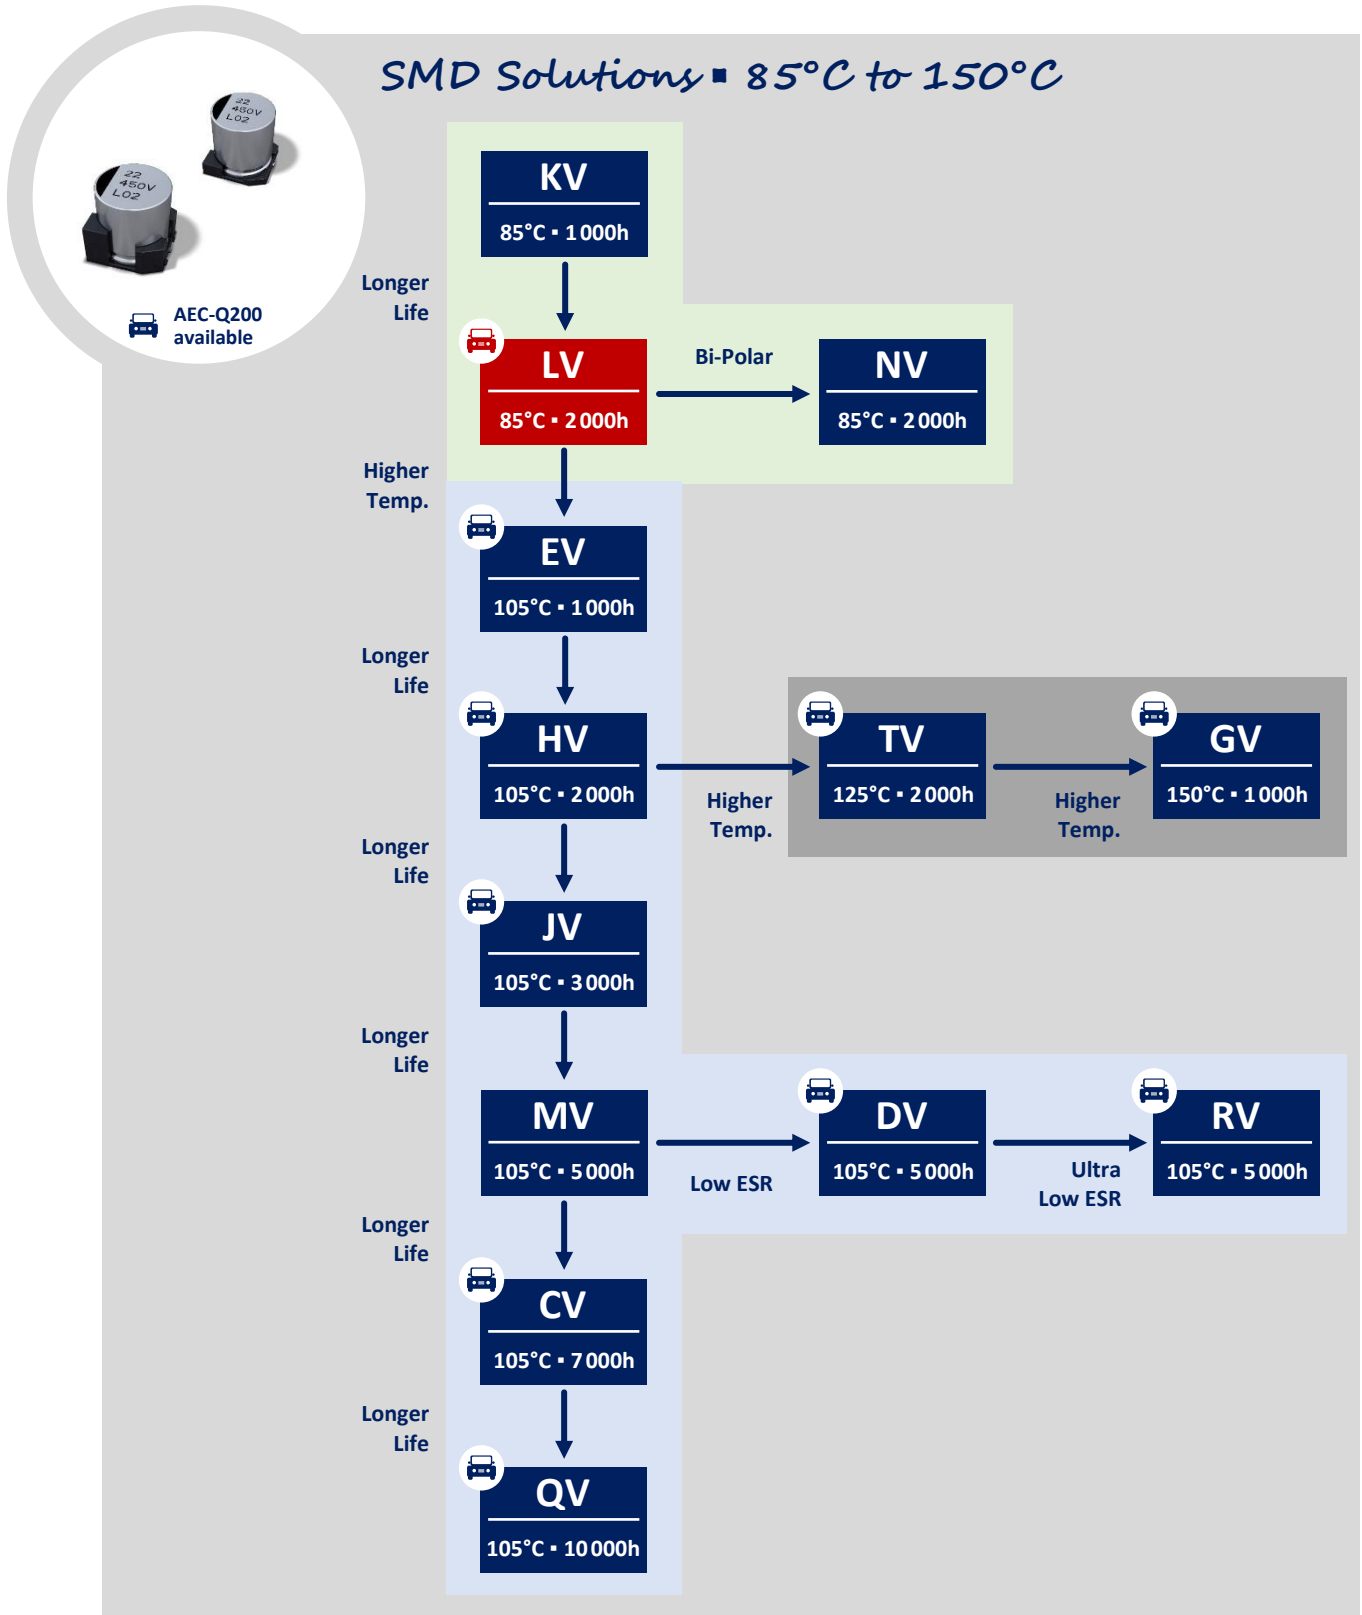 SMD Solutions ▪ 85°C to 150°C
22
450V
L02
22
450V
L02
AEC-Q200
available
KV
85°C ▪ 1000h
Longer
Life
LV
85°C ▪ 2000h
Bi-Polar
NV
85°C ▪ 2000h
Higher
Temp.
EV
105°C ▪ 1000h
Longer
Life
HV
105°C ▪ 2000h
Higher
Temp.
TV
125°C ▪ 2000h
Higher
Temp.
GV
150°C ▪ 1000h
Longer
Life
JV
105°C ▪ 3000h
Longer
Life
MV
105°C ▪ 5000h
Low ESR
DV
105°C ▪ 5000h
Ultra
Low ESR
RV
105°C ▪ 5000h
Longer
Life
CV
105°C ▪ 7000h
Longer
Life
QV
105°C ▪ 10000h